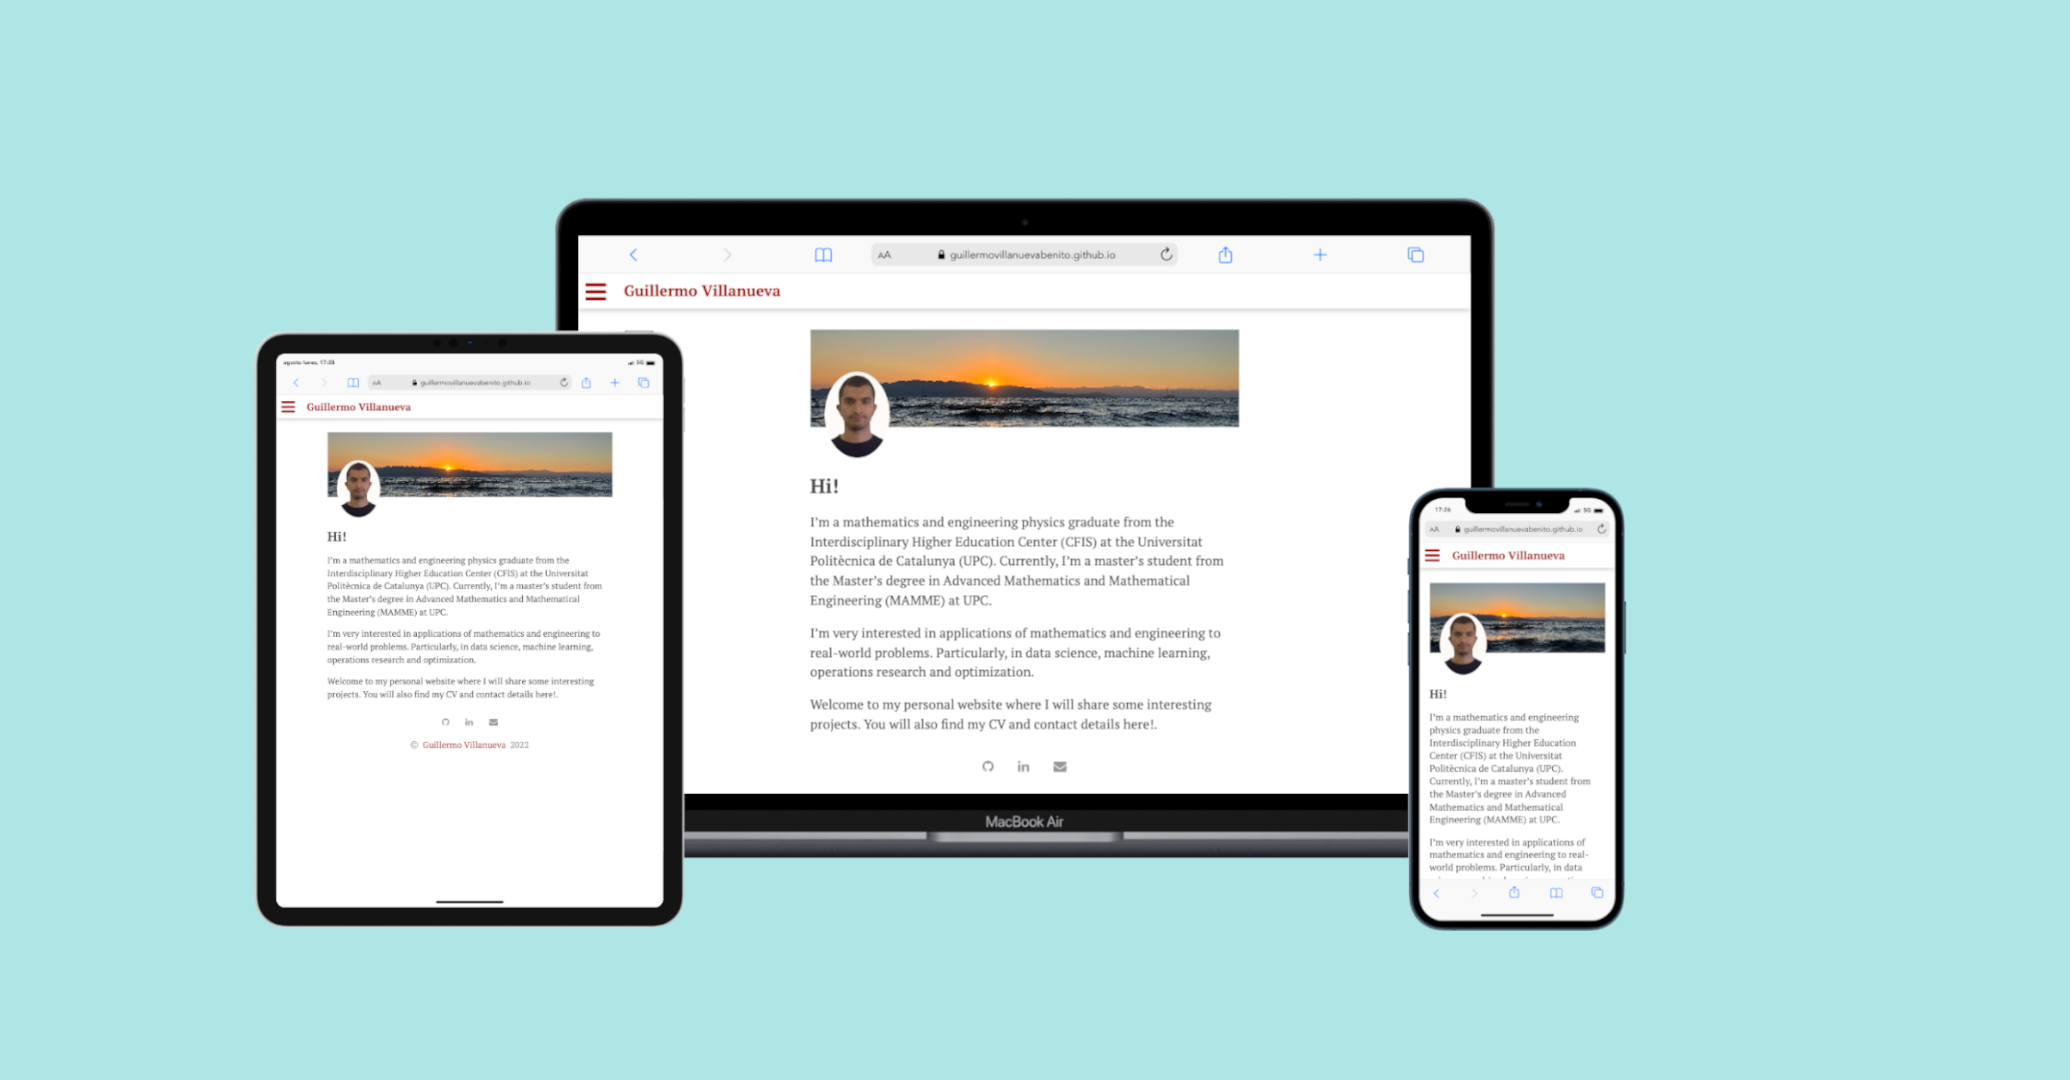 AA guillermovillanuevabenito.github.io
Guillermo Villanueva
Hi!
I'm a mathematics and engineering physics graduate from the
Interdisciplinary Higher Education Center (CFIS) at the Universitat
Politècnica de Catalunya (UPC). Currently, I'm a master's student from
the Master's degree in Advanced Mathematics and Mathematical
Engineering (MAMME) at UPC.
I'm very interested in applications of mathematics and engineering to
real-world problems. Particularly, in data science, machine learning,
operations research and optimization.
Welcome to my personal website where I will share some interesting
projects. You will also find my CV and contact details here!.
in
MacBook Air
agosto lunes, 17:28 5G
AA guillermovillanuevabenito.github.io
Guillermo Villanueva
Hi!
I'm a mathematics and engineering physics graduate from the
Interdisciplinary Higher Education Center (CFIS) at the Universitat
Politècnica de Catalunya (UPC). Currently, I'm a master's student from
the Master's degree in Advanced Mathematics and Mathematical
Engineering (MAMME) at UPC.
I'm very interested in applications of mathematics and engineering to
real-world problems. Particularly, in data science, machine learning,
operations research and optimization.
Welcome to my personal website where I will share some interesting
projects. You will also find my CV and contact details here!.
in
© Guillermo Villanueva 2022
17:26 5G
AA guillermovillanuevabenito.github.io
Guillermo Villanueva
Hi!
I'm a mathematics and engineering
physics graduate from the
Interdisciplinary Higher Education
Center (CFIS) at the Universitat
Politècnica de Catalunya (UPC).
Currently, I'm a master's student from
the Master's degree in Advanced
Mathematics and Mathematical
Engineering (MAMME) at UPC.
I'm very interested in applications of
mathematics and engineering to real-
world problems. Particularly, in data